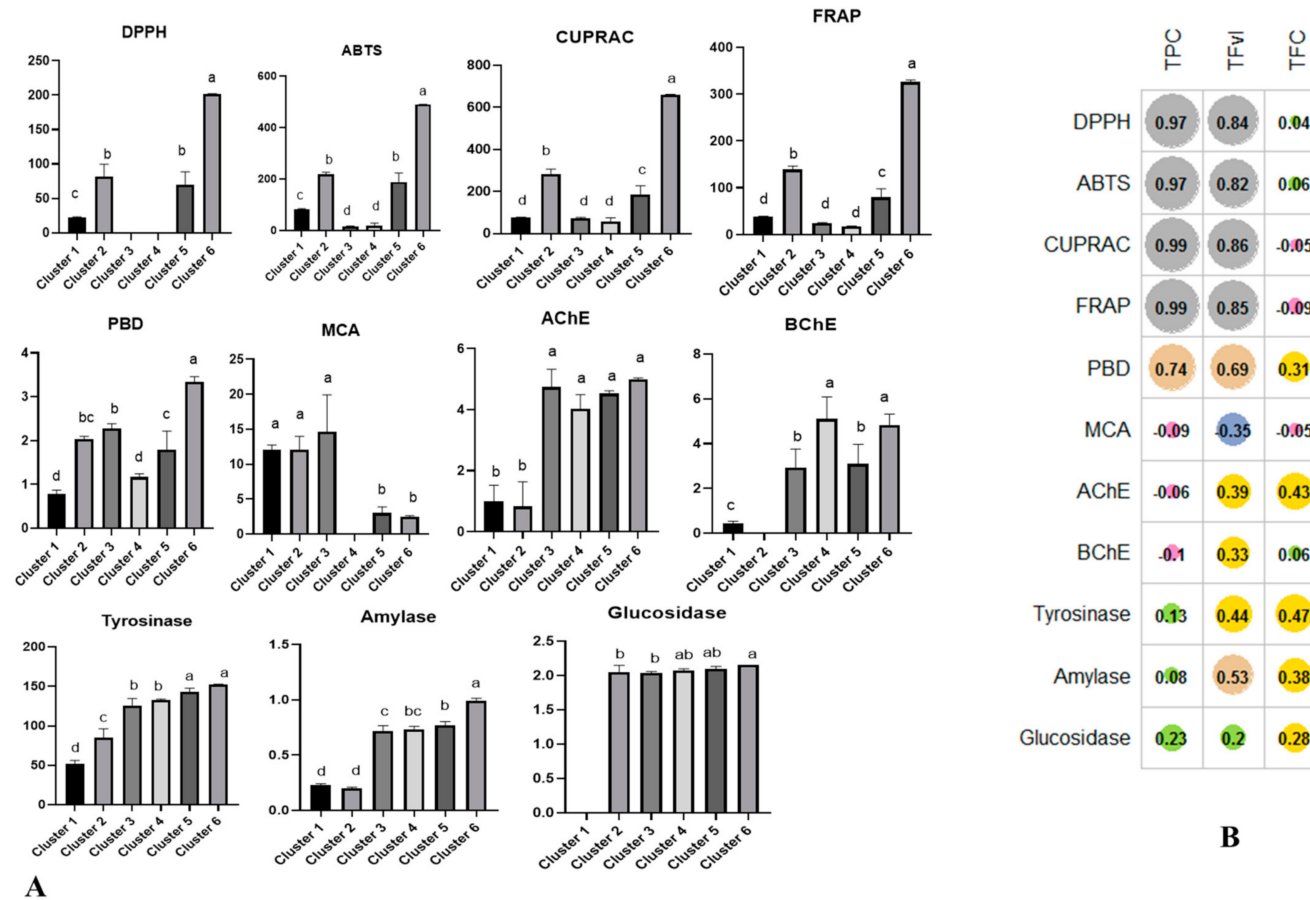 DPPH
250
200
150
100
50
0
c
b
b
a
Cluster 1
Cluster 2
Cluster 3
Cluster 4
Cluster 5
Cluster 6
ABTS
600
400
200
0
c
b
d
d
b
a
Cluster 1
Cluster 2
Cluster 3
Cluster 4
Cluster 5
Cluster 6
CUPRAC
800
600
400
200
0
d
b
d
d
c
a
Cluster 1
Cluster 2
Cluster 3
Cluster 4
Cluster 5
Cluster 6
FRAP
400
300
200
100
0
d
b
d
d
c
a
Cluster 1
Cluster 2
Cluster 3
Cluster 4
Cluster 5
Cluster 6
PBD
4
3
2
1
0
d
bc
b
d
c
a
Cluster 1
Cluster 2
Cluster 3
Cluster 4
Cluster 5
Cluster 6
MCA
25
20
15
10
5
0
a
a
a
b
b
Cluster 1
Cluster 2
Cluster 3
Cluster 4
Cluster 5
Cluster 6
AChE
6
4
2
0
b
b
a
a
a
a
Cluster 1
Cluster 2
Cluster 3
Cluster 4
Cluster 5
Cluster 6
BChE
8
6
4
2
0
c
b
a
b
a
Cluster 1
Cluster 2
Cluster 3
Cluster 4
Cluster 5
Cluster 6
Tyrosinase
200
150
100
50
0
d
c
b
b
a
a
Cluster 1
Cluster 2
Cluster 3
Cluster 4
Cluster 5
Cluster 6
Amylase
1.5
1.0
0.5
0.0
d
d
c
bc
b
a
Cluster 1
Cluster 2
Cluster 3
Cluster 4
Cluster 5
Cluster 6
Glucosidase
2.5
2.0
1.5
1.0
0.5
0.0
b
b
ab
ab
a
Cluster 1
Cluster 2
Cluster 3
Cluster 4
Cluster 5
Cluster 6
A
TPC TFvl TFC
DPPH 0.97 0.84 0.04
ABTS 0.97 0.82 0.06
CUPRAC 0.99 0.86 -0.05
FRAP 0.99 0.85 -0.09
PBD 0.74 0.69 0.31
MCA -0.09 -0.35 -0.05
AChE -0.06 0.39 0.43
BChE -0.1 0.33 0.06
Tyrosinase 0.13 0.44 0.47
Amylase 0.08 0.53 0.38
Glucosidase 0.23 0.2 0.28
B